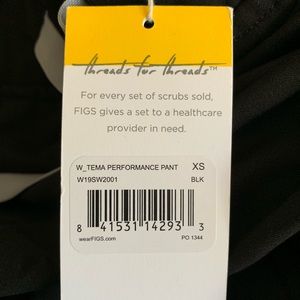 threads for threads™
For every set of scrubs sold,
FIGS gives a set to a healthcare
provider in need.
W_TEMA PERFORMANCE PANT XS
W19SW2001 BLK
8 41531 14293 3
wearFIGS.com PO 1344